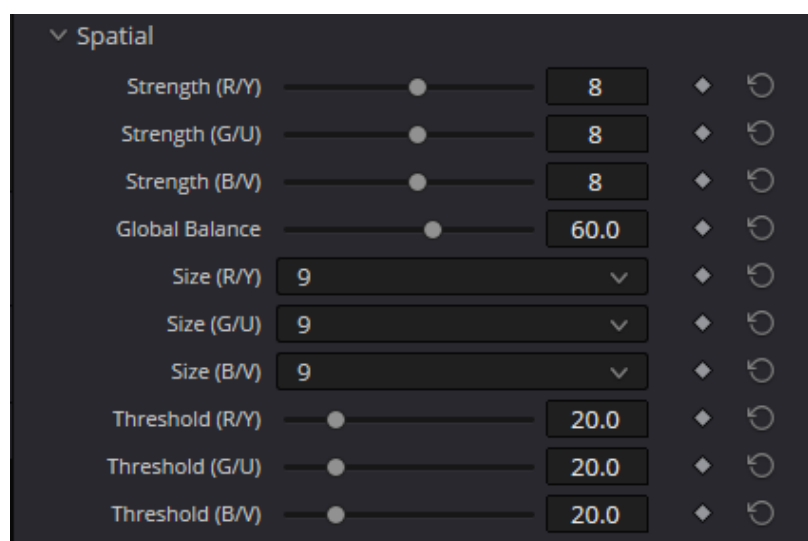 Spatial
Strength (R/Y) 8
Strength (G/U) 8
Strength (B/V) 8
Global Balance 60.0
Size (R/Y) 9
Size (G/U) 9
Size (B/V) 9
Threshold (R/Y) 20.0
Threshold (G/U) 20.0
Threshold (B/V) 20.0